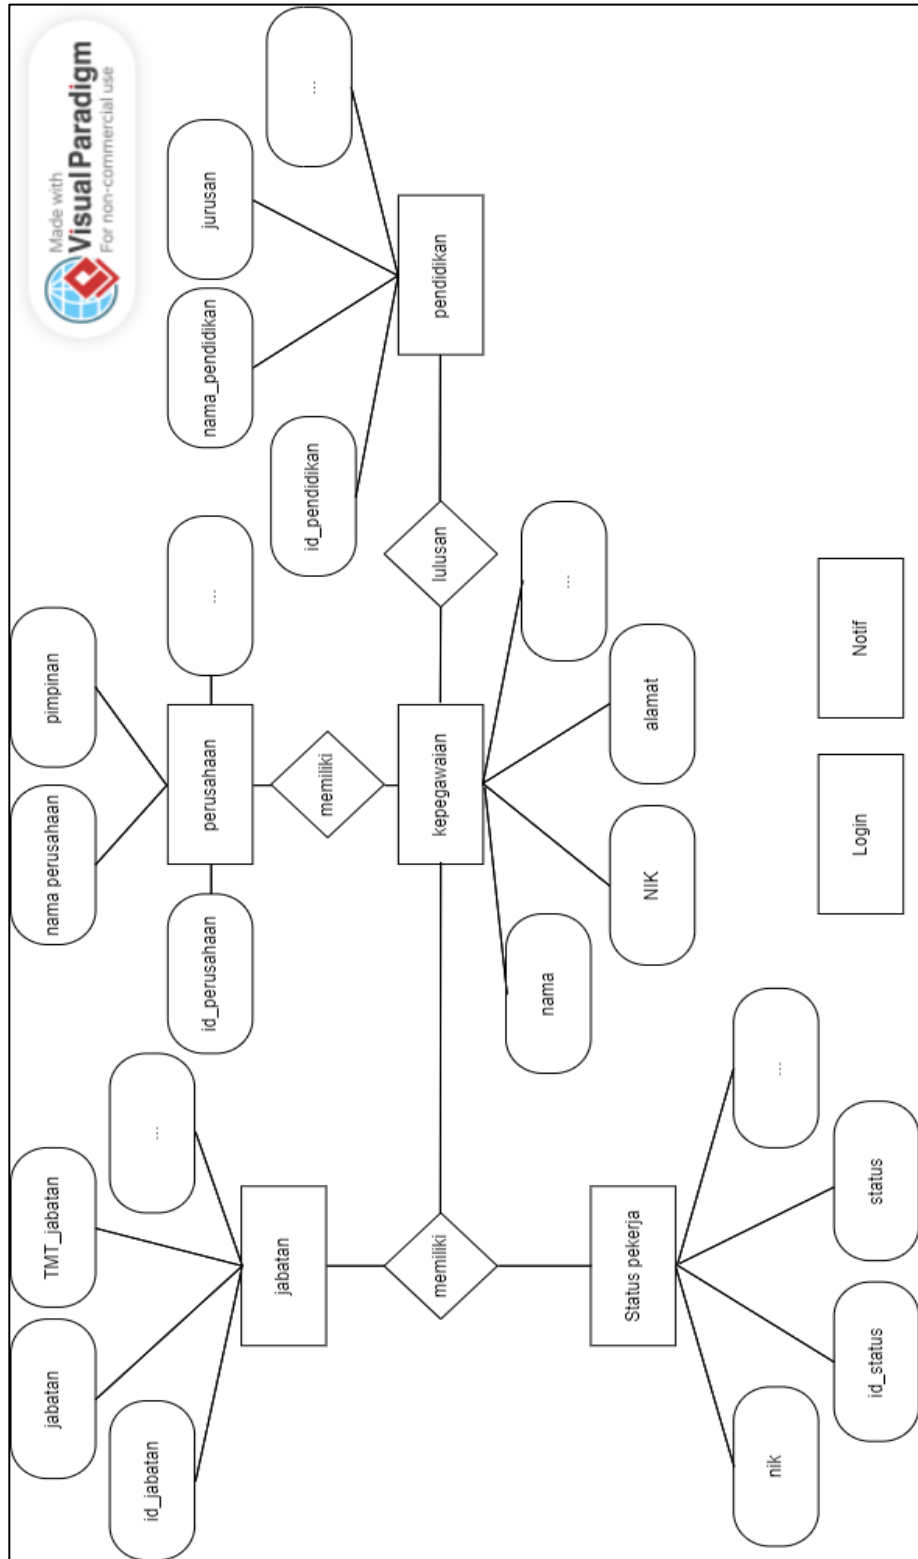 jabatan
TMT_jabatan
...
id_jabatan
jabatan
nama perusahaan
pimpinan
id_perusahaan
perusahaan
...
Made with
Visual Paradigm
For non-commercial use
nama_pendidikan
jurusan
id_pendidikan
...
memiliki
memiliki
kepegawaian
lulusan
pendidikan
Status pekerja
nama
...
NIK
alamat
nik
...
id_status
status
Login
Notif